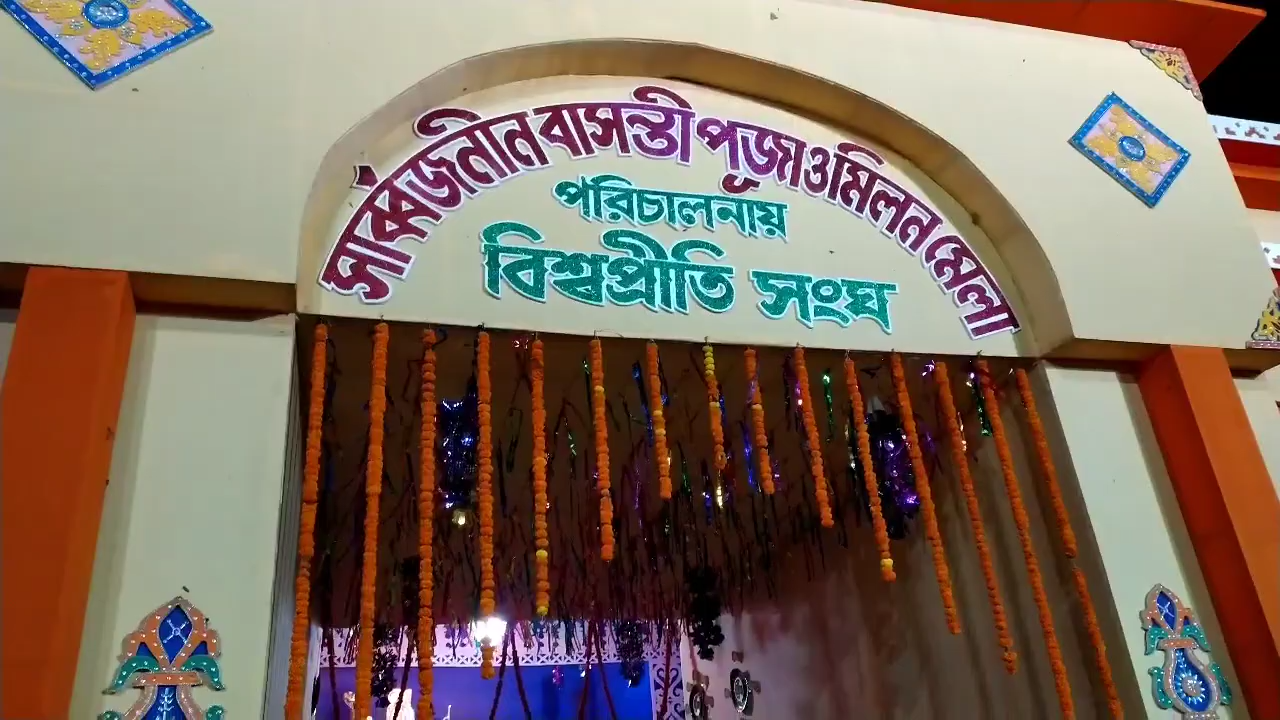 সার্ব্বজনীন বাসন্তী পূজা ও মিলন মেলা
পরিচালনায়
বিশ্বপ্রীতি সংঘ